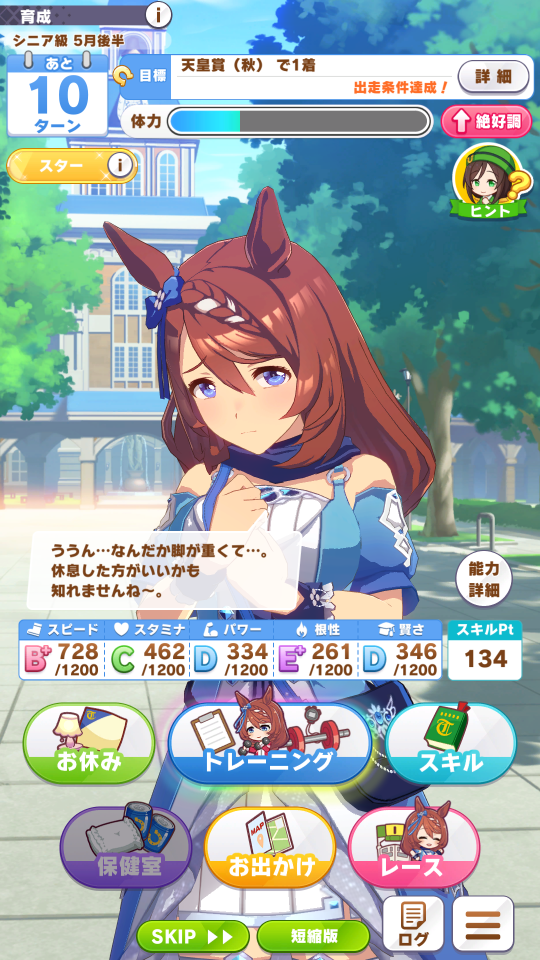 育成
i
シニア級 5月後半
あと
10
ターン
目標
天皇賞（秋） で1着
出走条件達成！
詳細
体力
絶好調
スター
i
ヒント
ううん…なんだか脚が重くて…。
休息した方がいいかも
知れませんね～。
能力
詳細
スピード スタミナ パワー 根性 賢さ スキルPt
B+ 728 /1200 C 462 /1200 D 334 /1200 E+ 261 /1200 D 346 /1200 134
お休み
トレーニング
スキル
保健室
MAP
お出かけ
レース
SKIP
短縮版
ログ